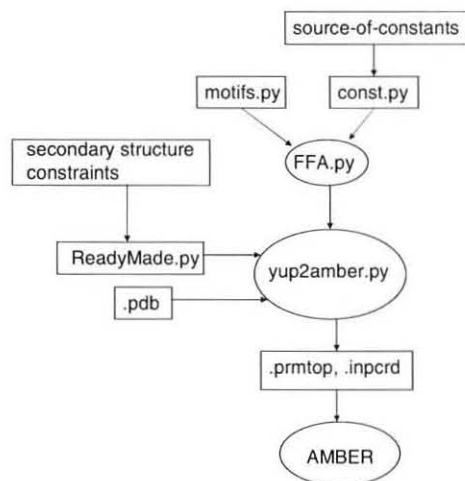 source-of-constants
motifs.py
const.py
FFA.py
secondary structure
constraints
ReadyMade.py
yup2amber.py
.pdb
.prmtop, .inpcrd
AMBER